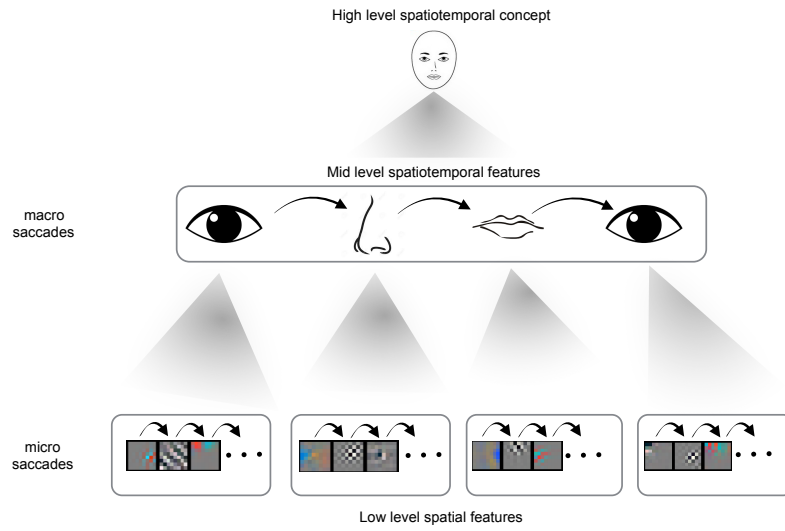 High level spatiotemporal concept
Mid level spatiotemporal features
macro
saccades
micro
saccades
Low level spatial features